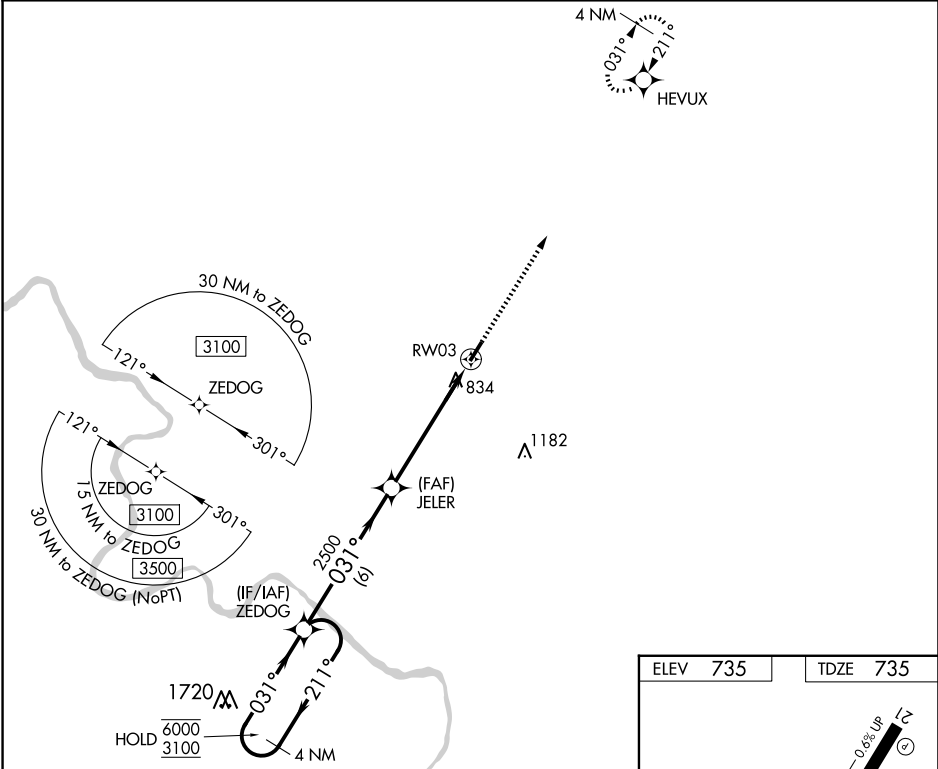 4 NM
031°
211°
HEVUX
30 NM to ZEDOG
3100
121°
ZEDOG
301°
RW03
834
1182
121°
ZEDOG
301°
3100
15 NM to ZEDOG
3500
30 NM to ZEDOG (NoPT)
(FAF)
JELER
2500
031°
(6)
(IF/IAF)
ZEDOG
1720
031°
211°
HOLD
6000
3100
4 NM
ELEV 735
TDZE 735
0.6% UP
21
P